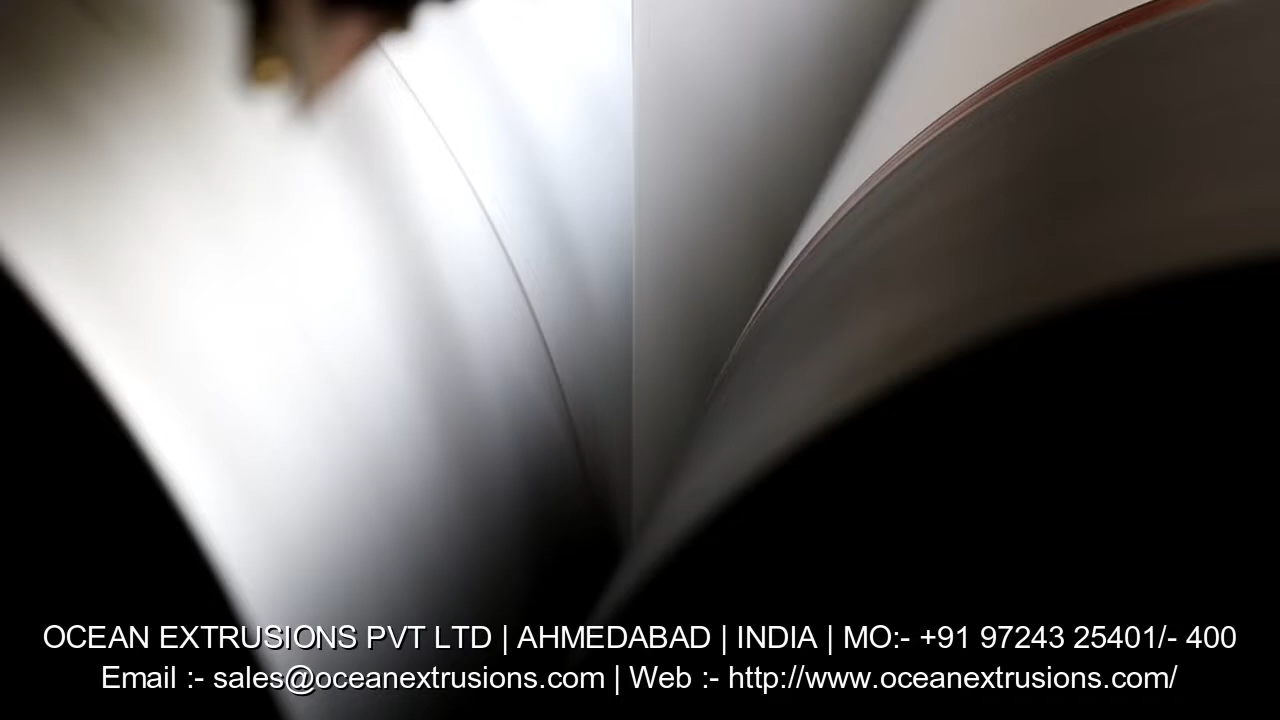 OCEAN EXTRUSIONS PVT LTD | AHMEDABAD | INDIA | MO:- +91 97243 25401/- 400
Email :- sales@oceanextrusions.com | Web :- http://www.oceanextrusions.com/